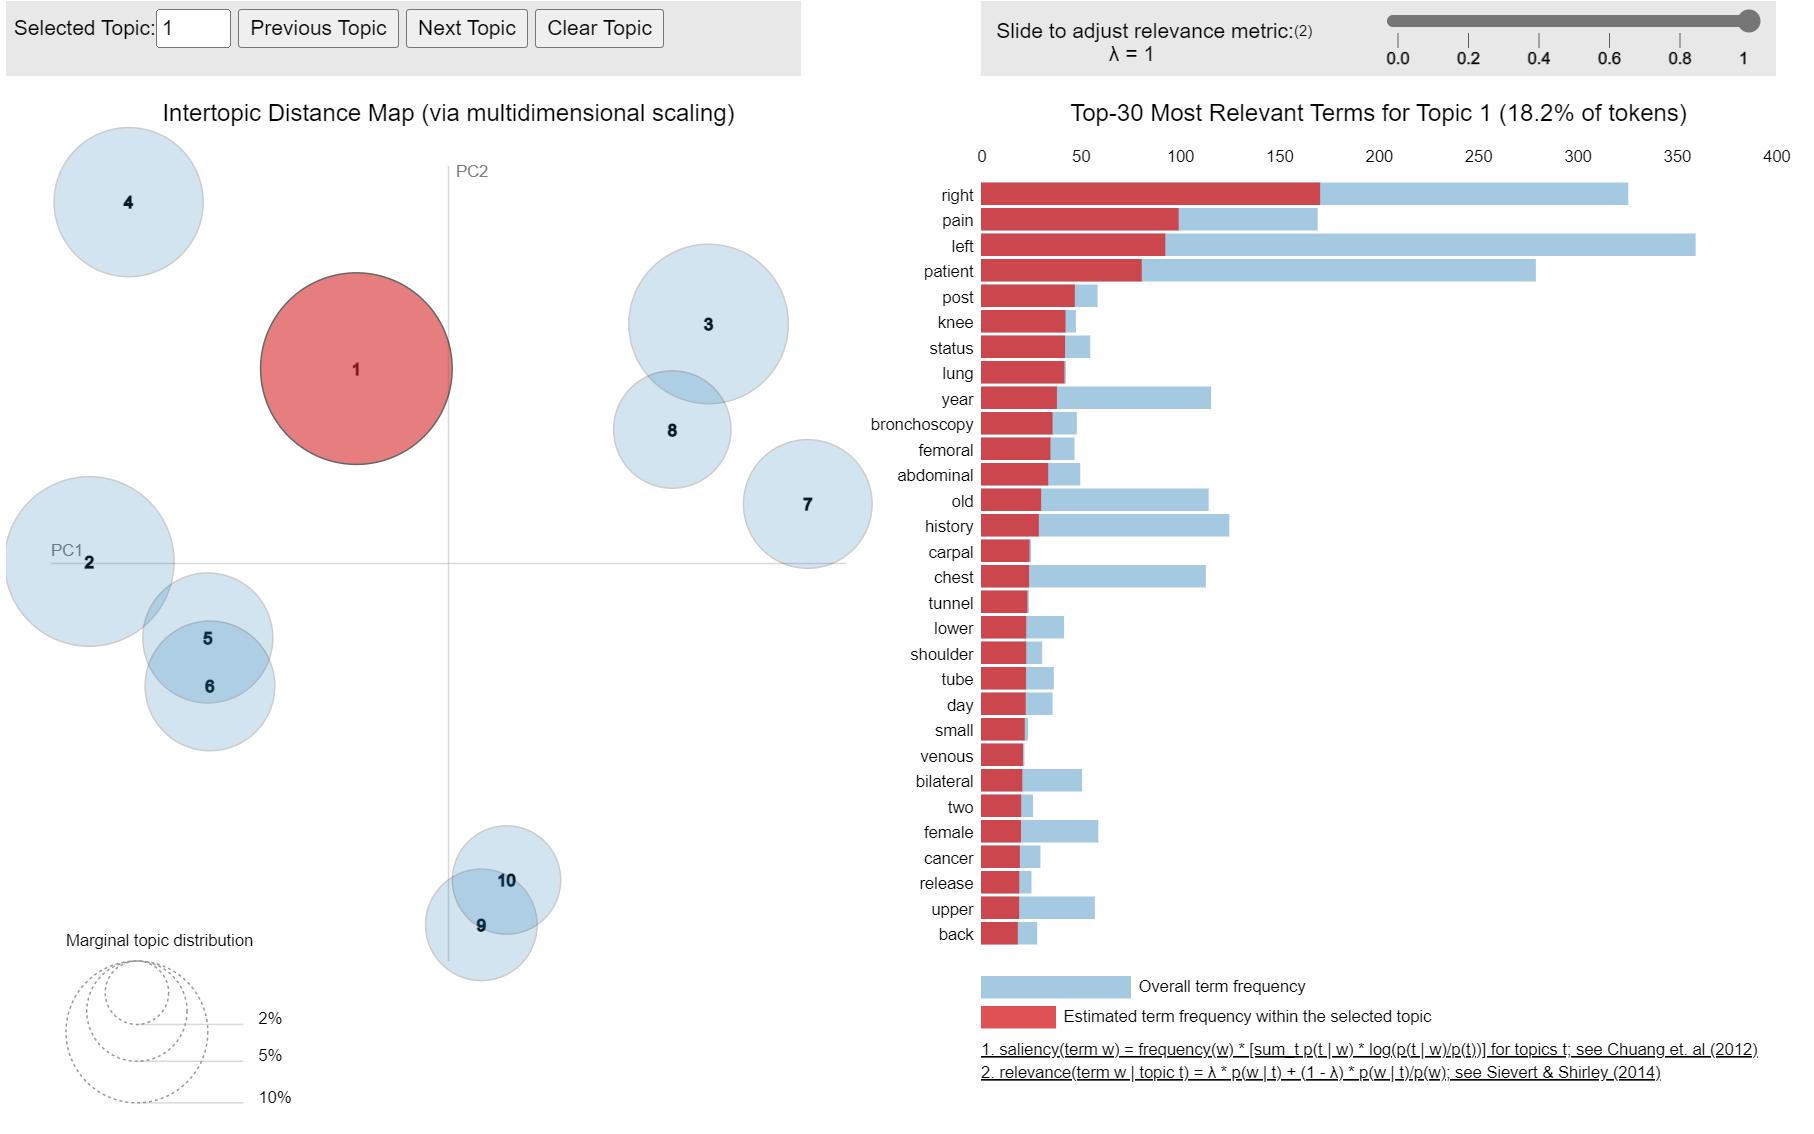 Selected Topic: 1 Previous Topic Next Topic Clear Topic
Slide to adjust relevance metric:(2)
λ = 1
0.0 0.2 0.4 0.6 0.8 1
Intertopic Distance Map (via multidimensional scaling)
PC2
PC1
4
1
3
8
7
2
5
6
10
9
Marginal topic distribution
2%
5%
10%
Top-30 Most Relevant Terms for Topic 1 (18.2% of tokens)
0 50 100 150 200 250 300 350 400
right
pain
left
patient
post
knee
status
lung
year
bronchoscopy
femoral
abdominal
old
history
carpal
chest
tunnel
lower
shoulder
tube
day
small
venous
bilateral
two
female
cancer
release
upper
back
Overall term frequency
Estimated term frequency within the selected topic
1. saliency(term w) = frequency(w) * [sum_t p(t | w) * log(p(t | w)/p(t))] for topics t; see Chuang et. al (2012)
2. relevance(term w | topic t) = λ * p(w | t) + (1 - λ) * p(w | t)/p(w); see Sievert & Shirley (2014)